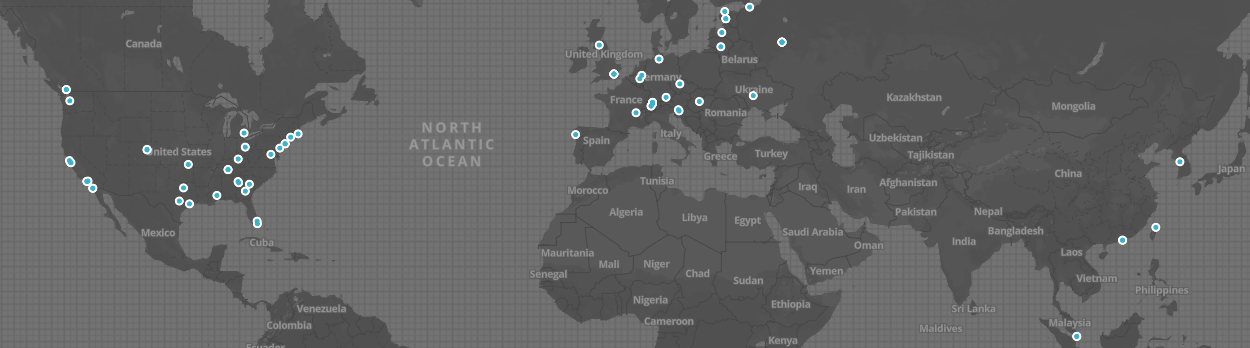 Canada
United Kingdom
Belarus
Germany
Ukraine
Kazakhstan
Mongolia
France
Romania
NORTH
ATLANTIC
OCEAN
Italy
Spain
Uzbekistan
United States
Greece
Turkey
Tajikistan
Japan
China
Tunisia
Morocco
Iraq
Iran
Afghanistan
Algeria
Libya
Egypt
Pakistan
Nepal
Mexico
Saudi Arabia
Bangladesh
Cuba
Oman
India
Mauritania
Laos
Mali
Niger
Chad
Yemen
Senegal
Sudan
Vietnam
Philippines
Nigeria
Ethiopia
Venezuela
Sri Lanka
Colombia
Cameroon
Maldives
Malaysia
Kenya
Ecuador